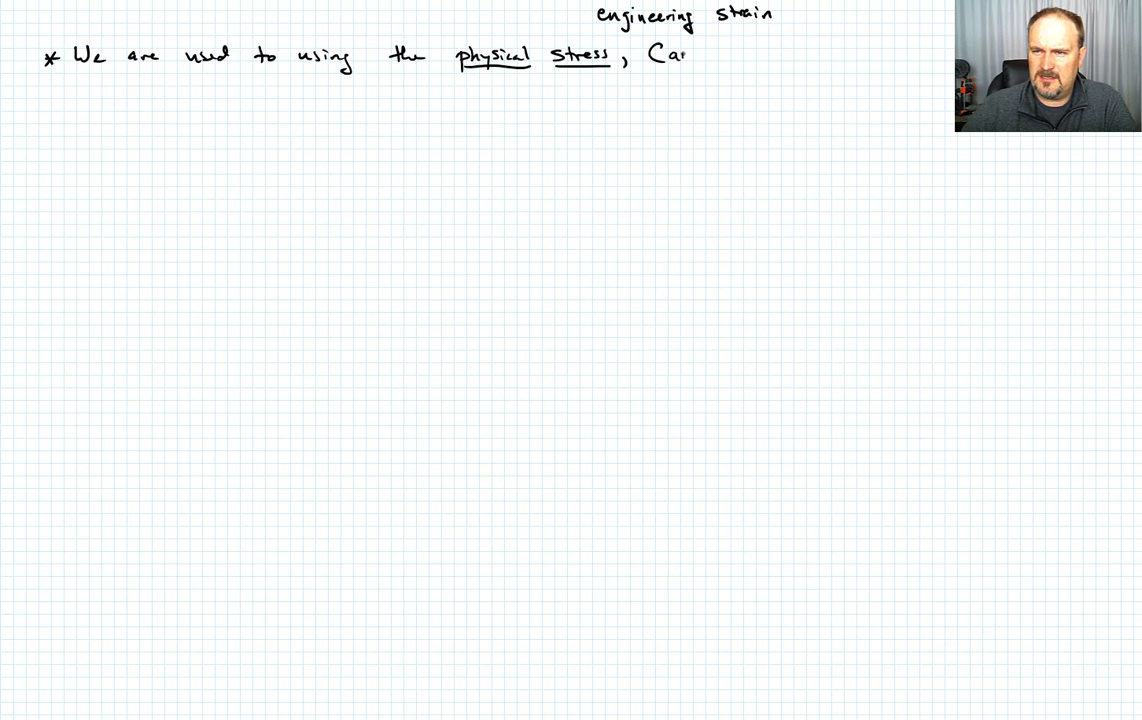 engineering strain
* We are used to using the physical stress, Ca